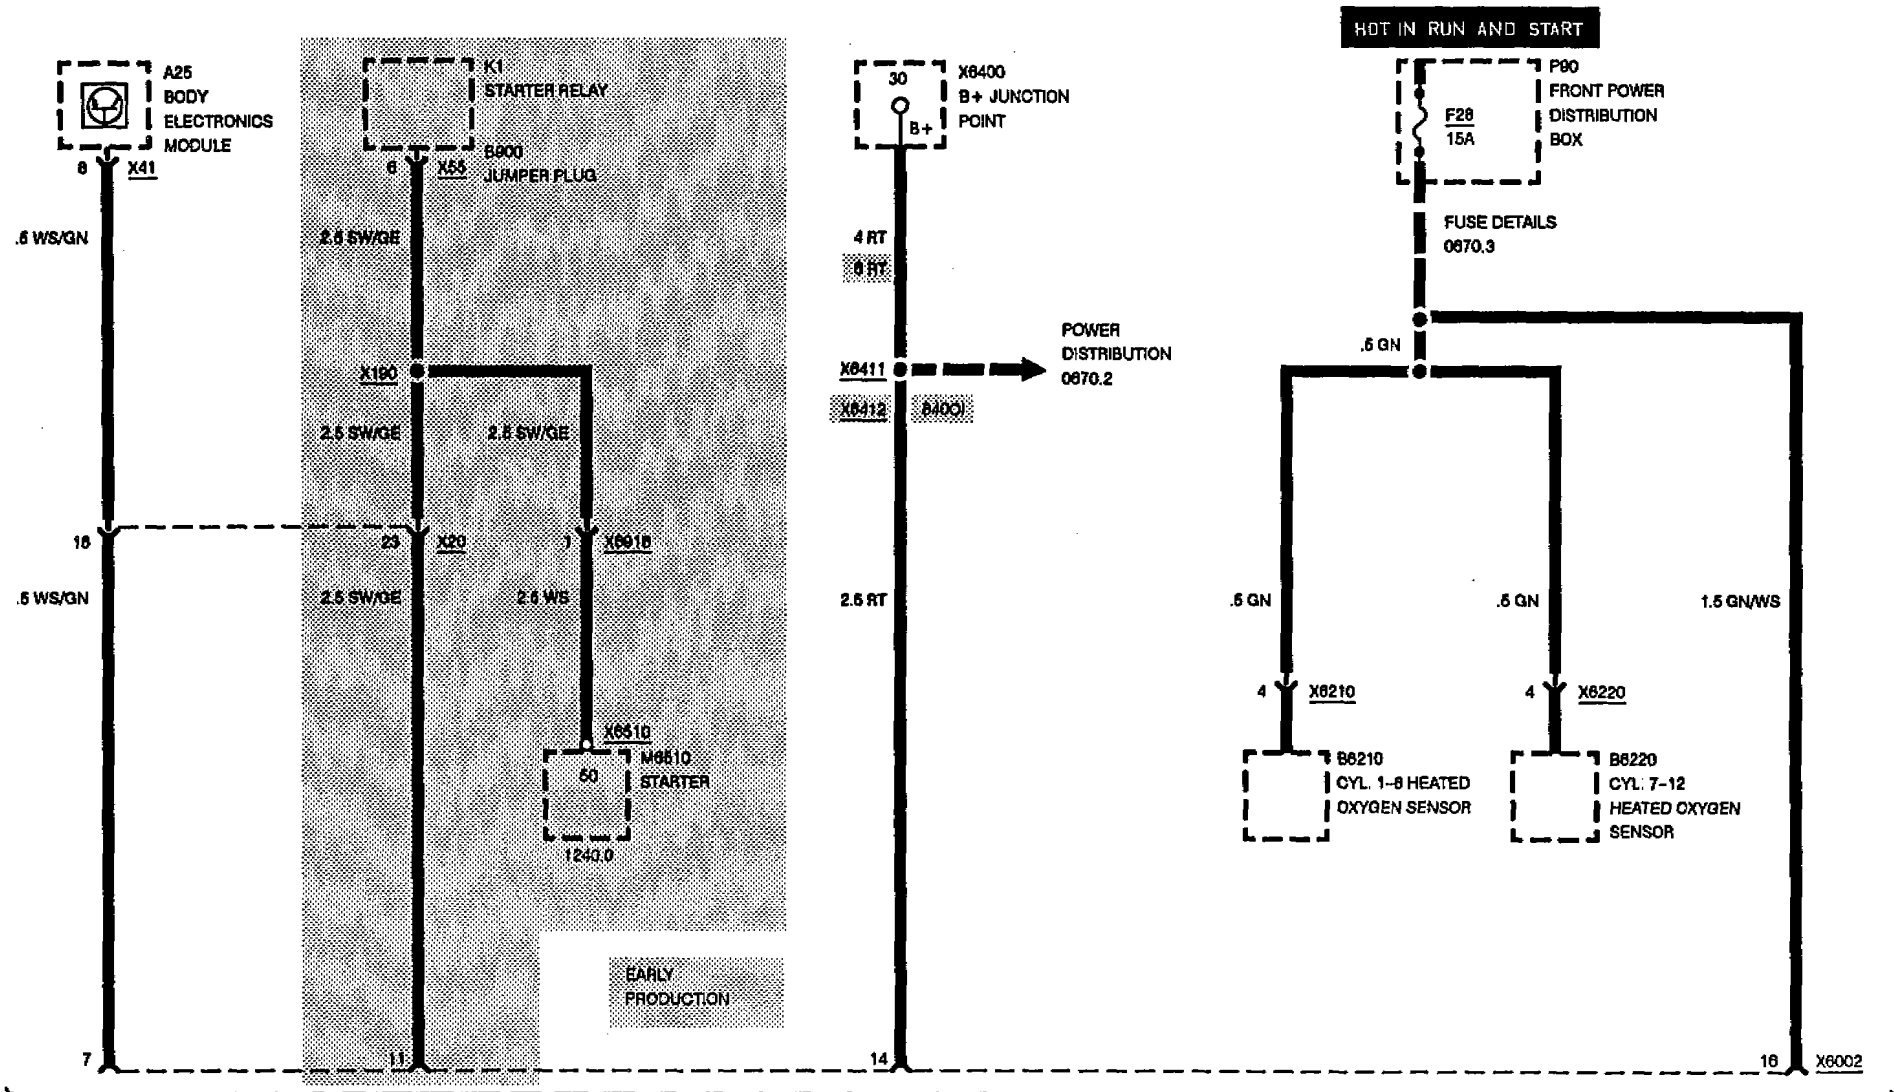 HOT IN RUN AND START
A25
BODY
ELECTRONICS
MODULE
8
X41
.5 WS/GN
18
.5 WS/GN
7
K1
STARTER RELAY
B900
JUMPER PLUG
6
X55
2.5 SW/GE
X190
2.5 SW/GE
2.5 SW/GE
23
X20
1
X6918
2.5 SW/GE
2.5 WS
X6510
M6510
STARTER
50
1240.0
EARLY
PRODUCTION
11
30
B+
X6400
B+ JUNCTION
POINT
4 RT
6 RT
X6411
X6412
8400i
POWER
DISTRIBUTION
0670.2
2.5 RT
14
P90
FRONT POWER
DISTRIBUTION
BOX
F28
15A
FUSE DETAILS
0670.3
.5 GN
.5 GN
.5 GN
1.5 GN/WS
4
X6210
4
X6220
B6210
CYL. 1-6 HEATED
OXYGEN SENSOR
B6220
CYL. 7-12
HEATED OXYGEN
SENSOR
16
X6002